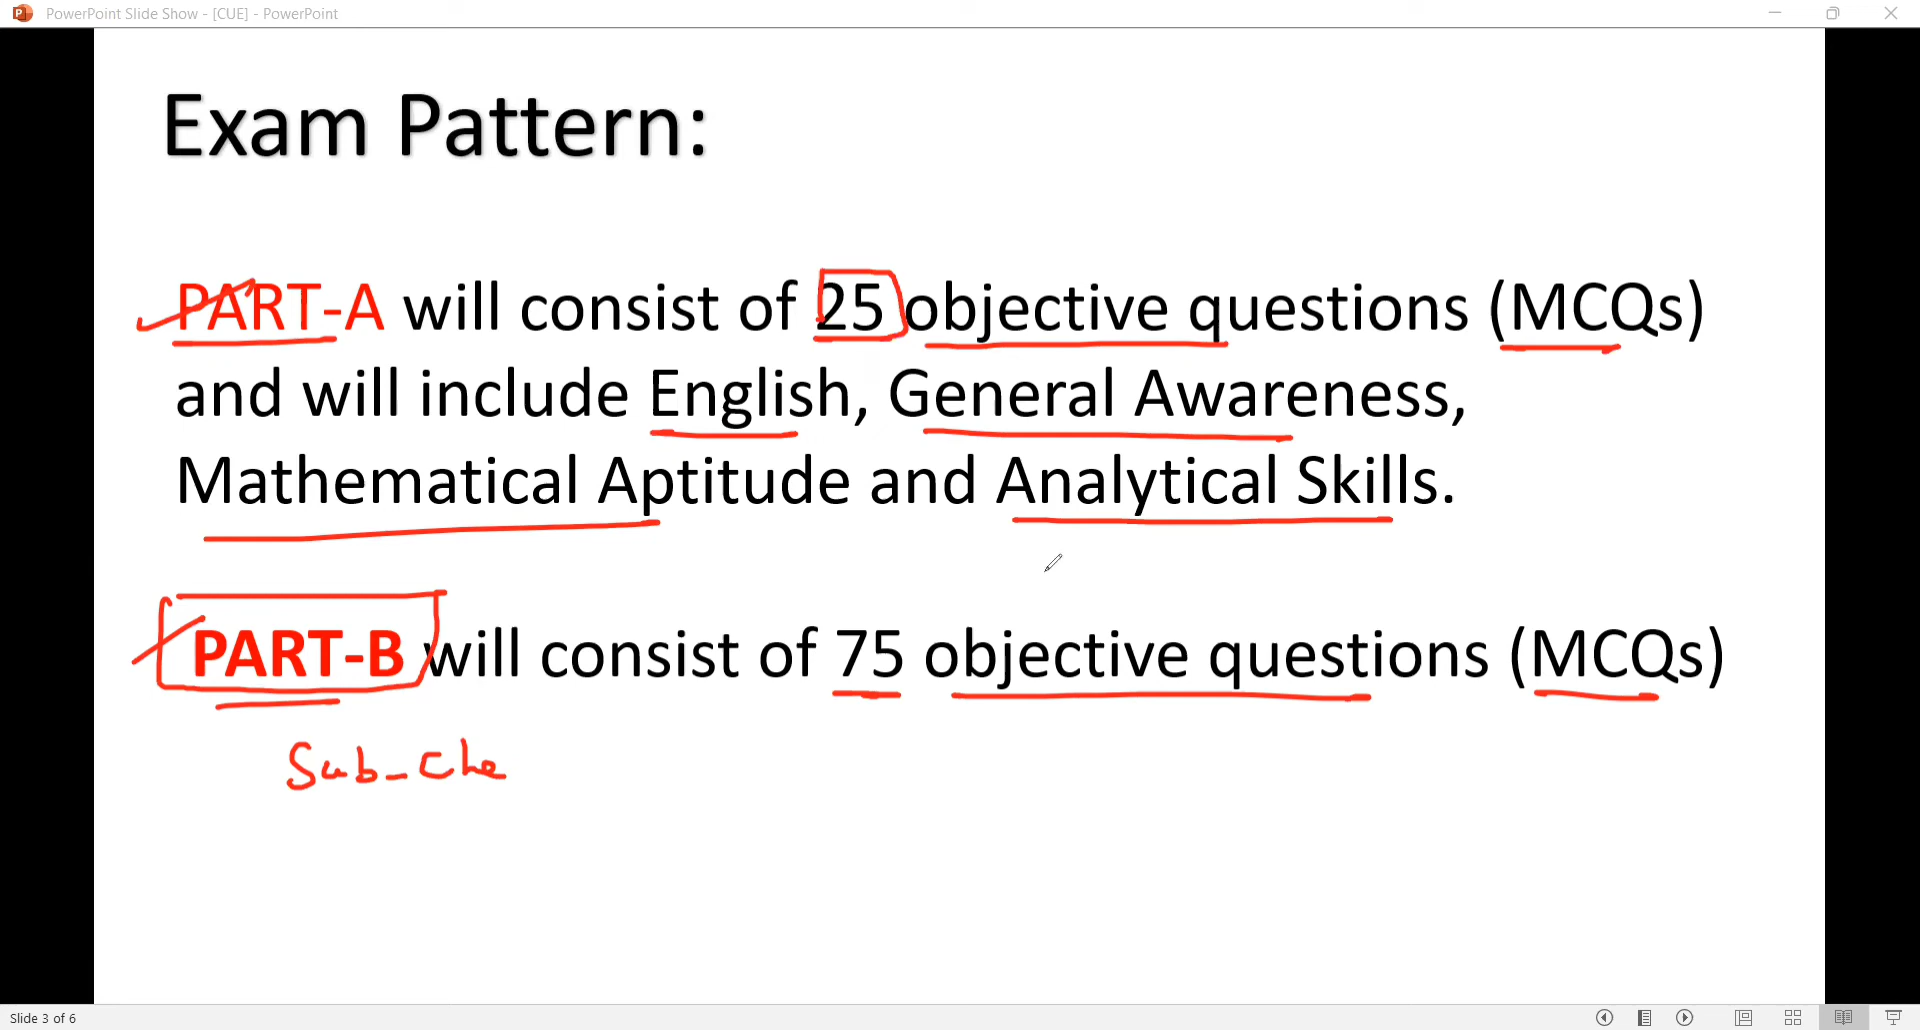 PowerPoint Slide Show - [CUE] - PowerPoint
Exam Pattern:
PART-A will consist of 25 objective questions (MCQs)
and will include English, General Awareness,
Mathematical Aptitude and Analytical Skills.
PART-B will consist of 75 objective questions (MCQs)
Sub-Che
Slide 3 of 6